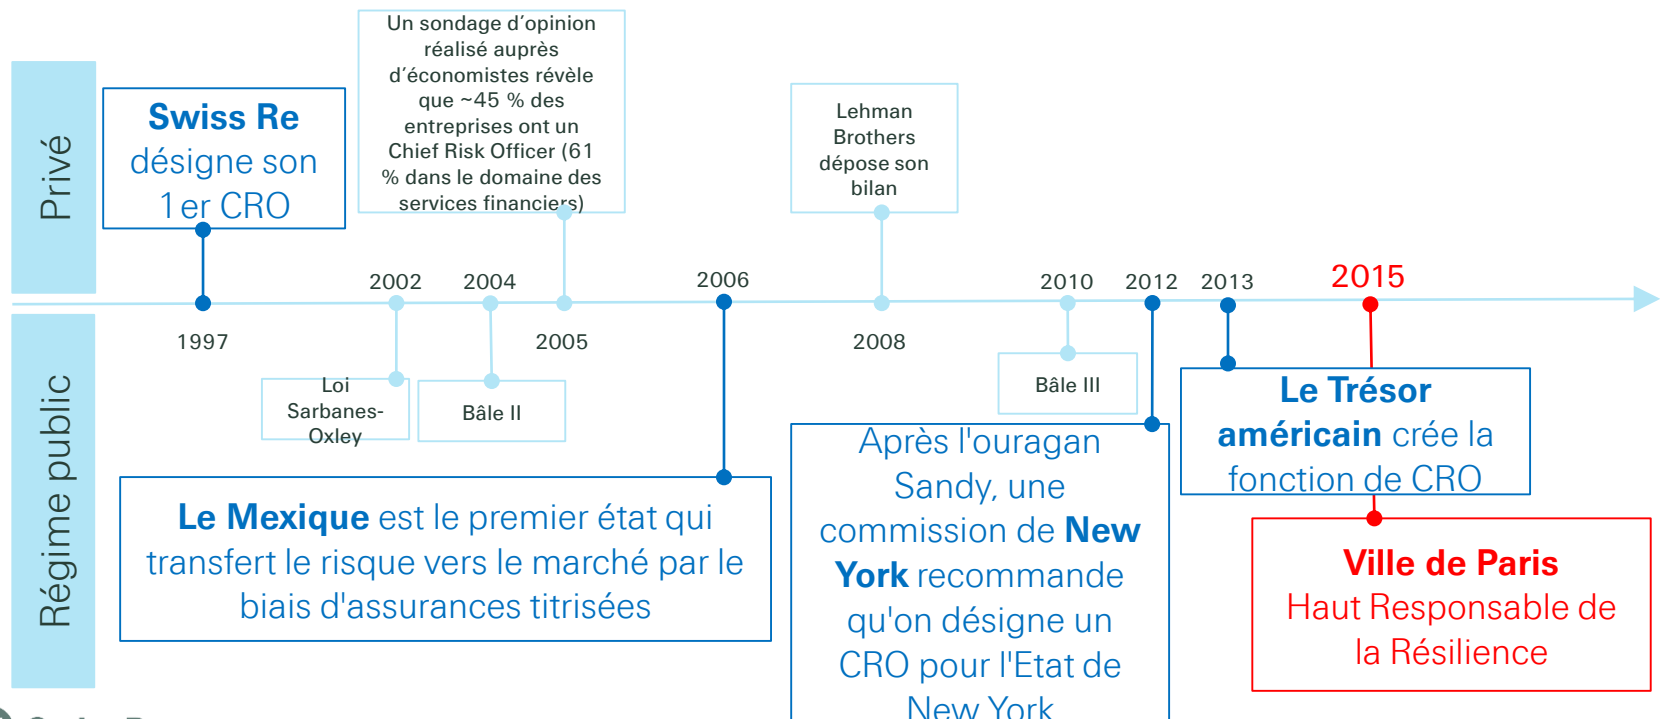 Privé
Swiss Re
désigne son
1er CRO
Un sondage d'opinion
réalisé auprès
d'économistes révèle
que ~45 % des
entreprises ont un
Chief Risk Officer (61
% dans le domaine des
services financiers)
Lehman
Brothers
dépose son
bilan
2002
2004
2006
2010
2012
2013
2015
1997
2005
2008
Régime public
Loi
Sarbanes-
Oxley
Bâle II
Bâle III
Le Mexique est le premier état qui
transfert le risque vers le marché par le
biais d'assurances titrisées
Après l'ouragan
Sandy, une
commission de New
York recommande
qu'on désigne un
CRO pour l'Etat de
New York
Le Trésor
américain crée la
fonction de CRO
Ville de Paris
Haut Responsable de
la Résilience